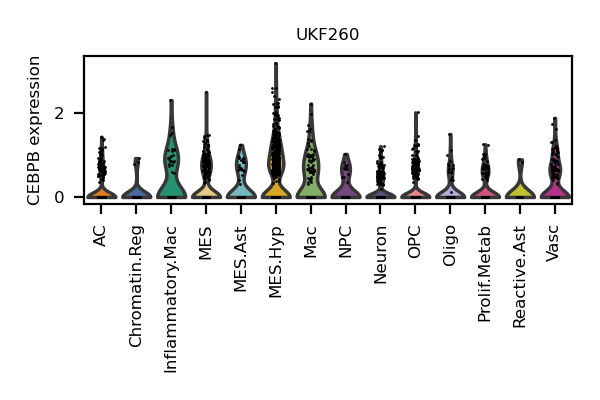 UKF260
CEBPB expression
2
0
AC
Chromatin.Reg
Inflammatory.Mac
MES
MES.Ast
MES.Hyp
Mac
NPC
Neuron
OPC
Oligo
Prolif.Metab
Reactive.Ast
Vasc